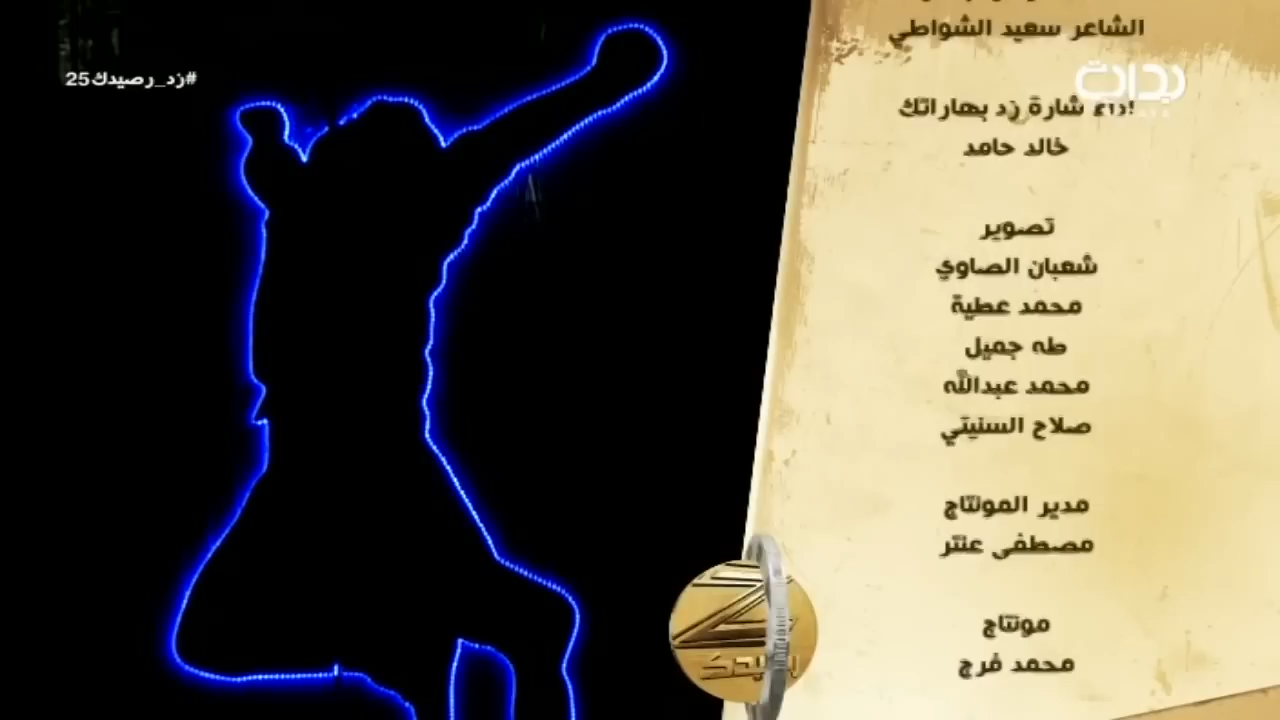 #زد_رصيدك25
بداية
الشاعر سعيد الشواطي
شارة زد بهاراتك
خالد حامد
تصوير
شعبان الصاوي
محمد عطية
طه جميل
محمد عبدالله
صلاح السنيتي
مدير المونتاج
مصطفى عنتر
مونتاج
محمد فرج